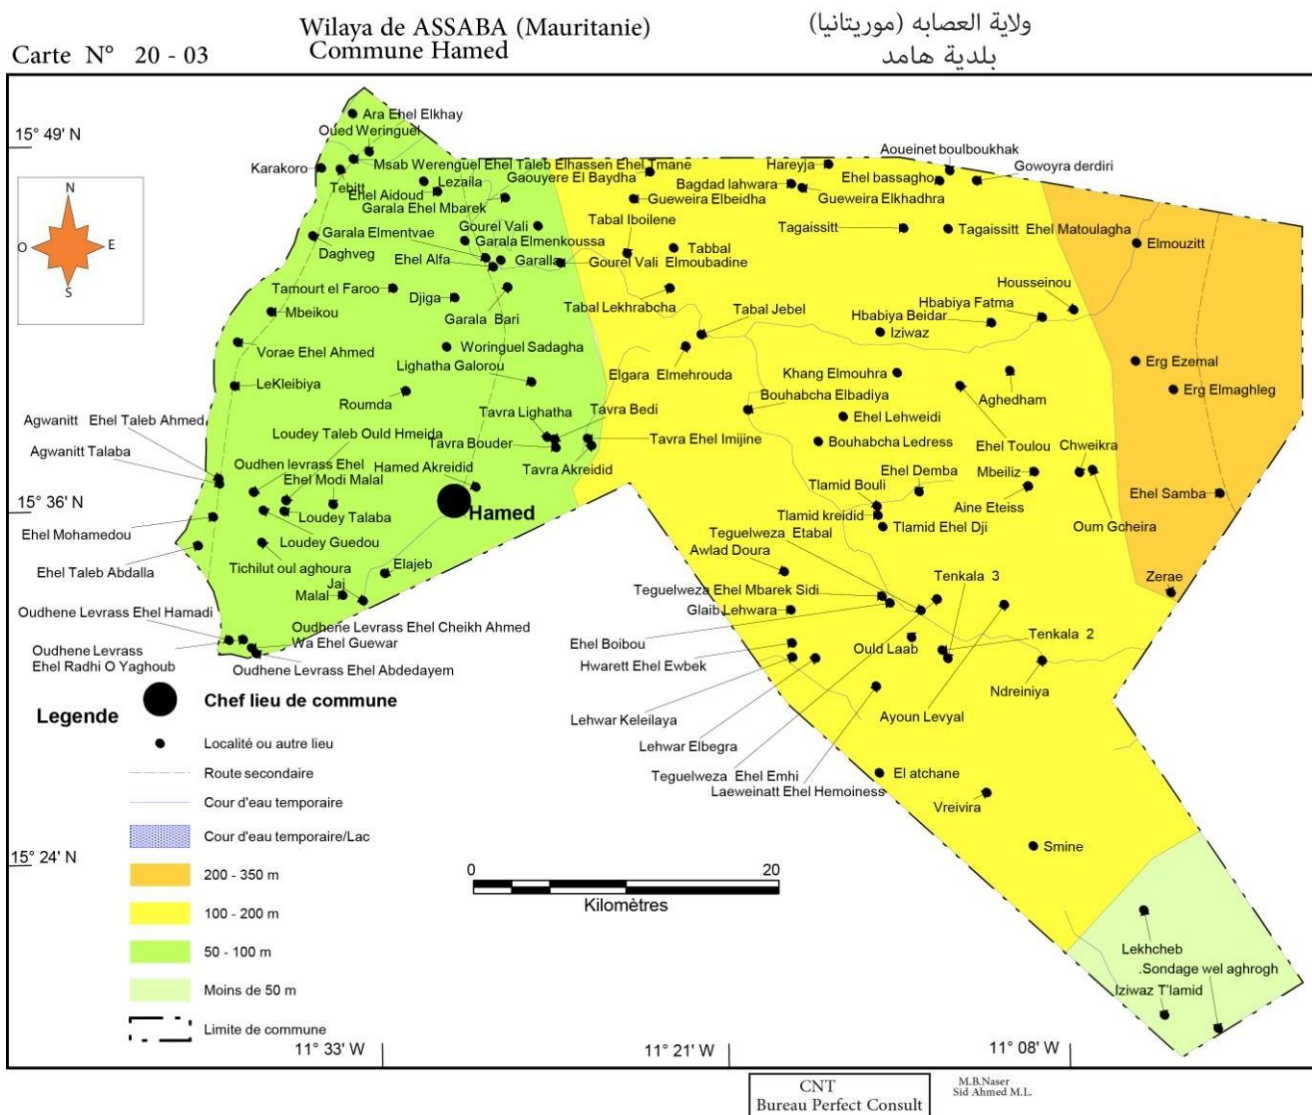 Wilaya de ASSABA (Mauritanie)
ولاية العصابه (موريتانيا)
Carte N° 20 - 03
Commune Hamed
بلدية هامد
15° 49' N
15° 36' N
15° 24' N
N
O
E
S
Ara Ehel Elkhay
Oued Weringuel
Karakoro
Msab Werenguel Ehel Taleb Elhassen Ehel Tmane
Tebitt
Lezaila
Gaouyere El Baydha
Ehel Aidoud
Garala Ehel Mbarek
Hareyja
Aoueinet boulboukhak
Bagdad lahwara
Ehel bassagho
Gowoyra derdiri
Gueweira Elbeidha
Gueweira Elkhadhra
Garala Elmentvae
Gourel Vali
Tabal Iboilene
Tagaissitt
Tagaissitt Ehel Matoulagha
Daghveg
Garala Elmenkoussa
Tabbal
Elmouzitt
Ehel Alfa
Garalla
Gourel Vali Elmoubadine
Tamourt el Faroo
Djiga
Housseinou
Mbeikou
Garala Bari
Tabal Lekhrabcha
Tabal Jebel
Hbabiya Fatma
Hbabiya Beidar
Iziwaz
Vorae Ehel Ahmed
Woringuel Sadagha
Lighatha Galorou
Elgara Elmehrouda
Khang Elmouhra
Erg Ezemal
LeKleibiya
Roumda
Bouhabcha Elbadiya
Aghedham
Erg Elmaghleg
Agwanitt Ehel Taleb Ahmed
Tavra Lighatha
Tavra Bedi
Ehel Lehweidi
Loudey Taleb Ould Hmeida
Tavra Bouder
Tavra Ehel Imijine
Bouhabcha Ledress
Ehel Toulou
Chweikra
Agwanitt Talaba
Oudhen levrass Ehel
Hamed Akreidid
Tavra Akreidid
Ehel Demba
Mbeiliz
Ehel Modi Malal
Tlamid Bouli
Aine Eteiss
Ehel Samba
Hamed
Loudey Talaba
Tlamid kreidid
Tlamid Ehel Dji
Oum Gcheira
Ehel Mohamedou
Loudey Guedou
Teguelweza Etabal
Ehel Taleb Abdalla
Tichilut oul aghoura
Elajeb
Awlad Doura
Tenkala 3
Zerae
Jaj
Malal
Teguelweza Ehel Mbarek Sidi
Glaib Lehwara
Oudhene Levrass Ehel Hamadi
Oudhene Levrass Ehel Cheikh Ahmed
Wa Ehel Guewar
Ehel Boibou
Ould Laab
Tenkala 2
Oudhene Levrass
Ehel Radhi O Yaghoub
Oudhene Levrass Ehel Abdedayem
Hwarett Ehel Ewbek
Ndreiniya
Lehwar Keleilaya
Ayoun Levyal
Lehwar Elbegra
Teguelweza Ehel Emhi
Laeweinatt Ehel Hemoiness
El atchane
Vreivira
Smine
Lekhcheb
.Sondage wel aghrogh
Iziwaz T'lamid
Legende
Chef lieu de commune
Localité ou autre lieu
Route secondaire
Cour d'eau temporaire
Cour d'eau temporaire/Lac
200 - 350 m
100 - 200 m
50 - 100 m
Moins de 50 m
Limite de commune
0
20
Kilomètres
11° 33' W
11° 21' W
11° 08' W
CNT
Bureau Perfect Consult
M.B.Naser
Sid Ahmed M.L.